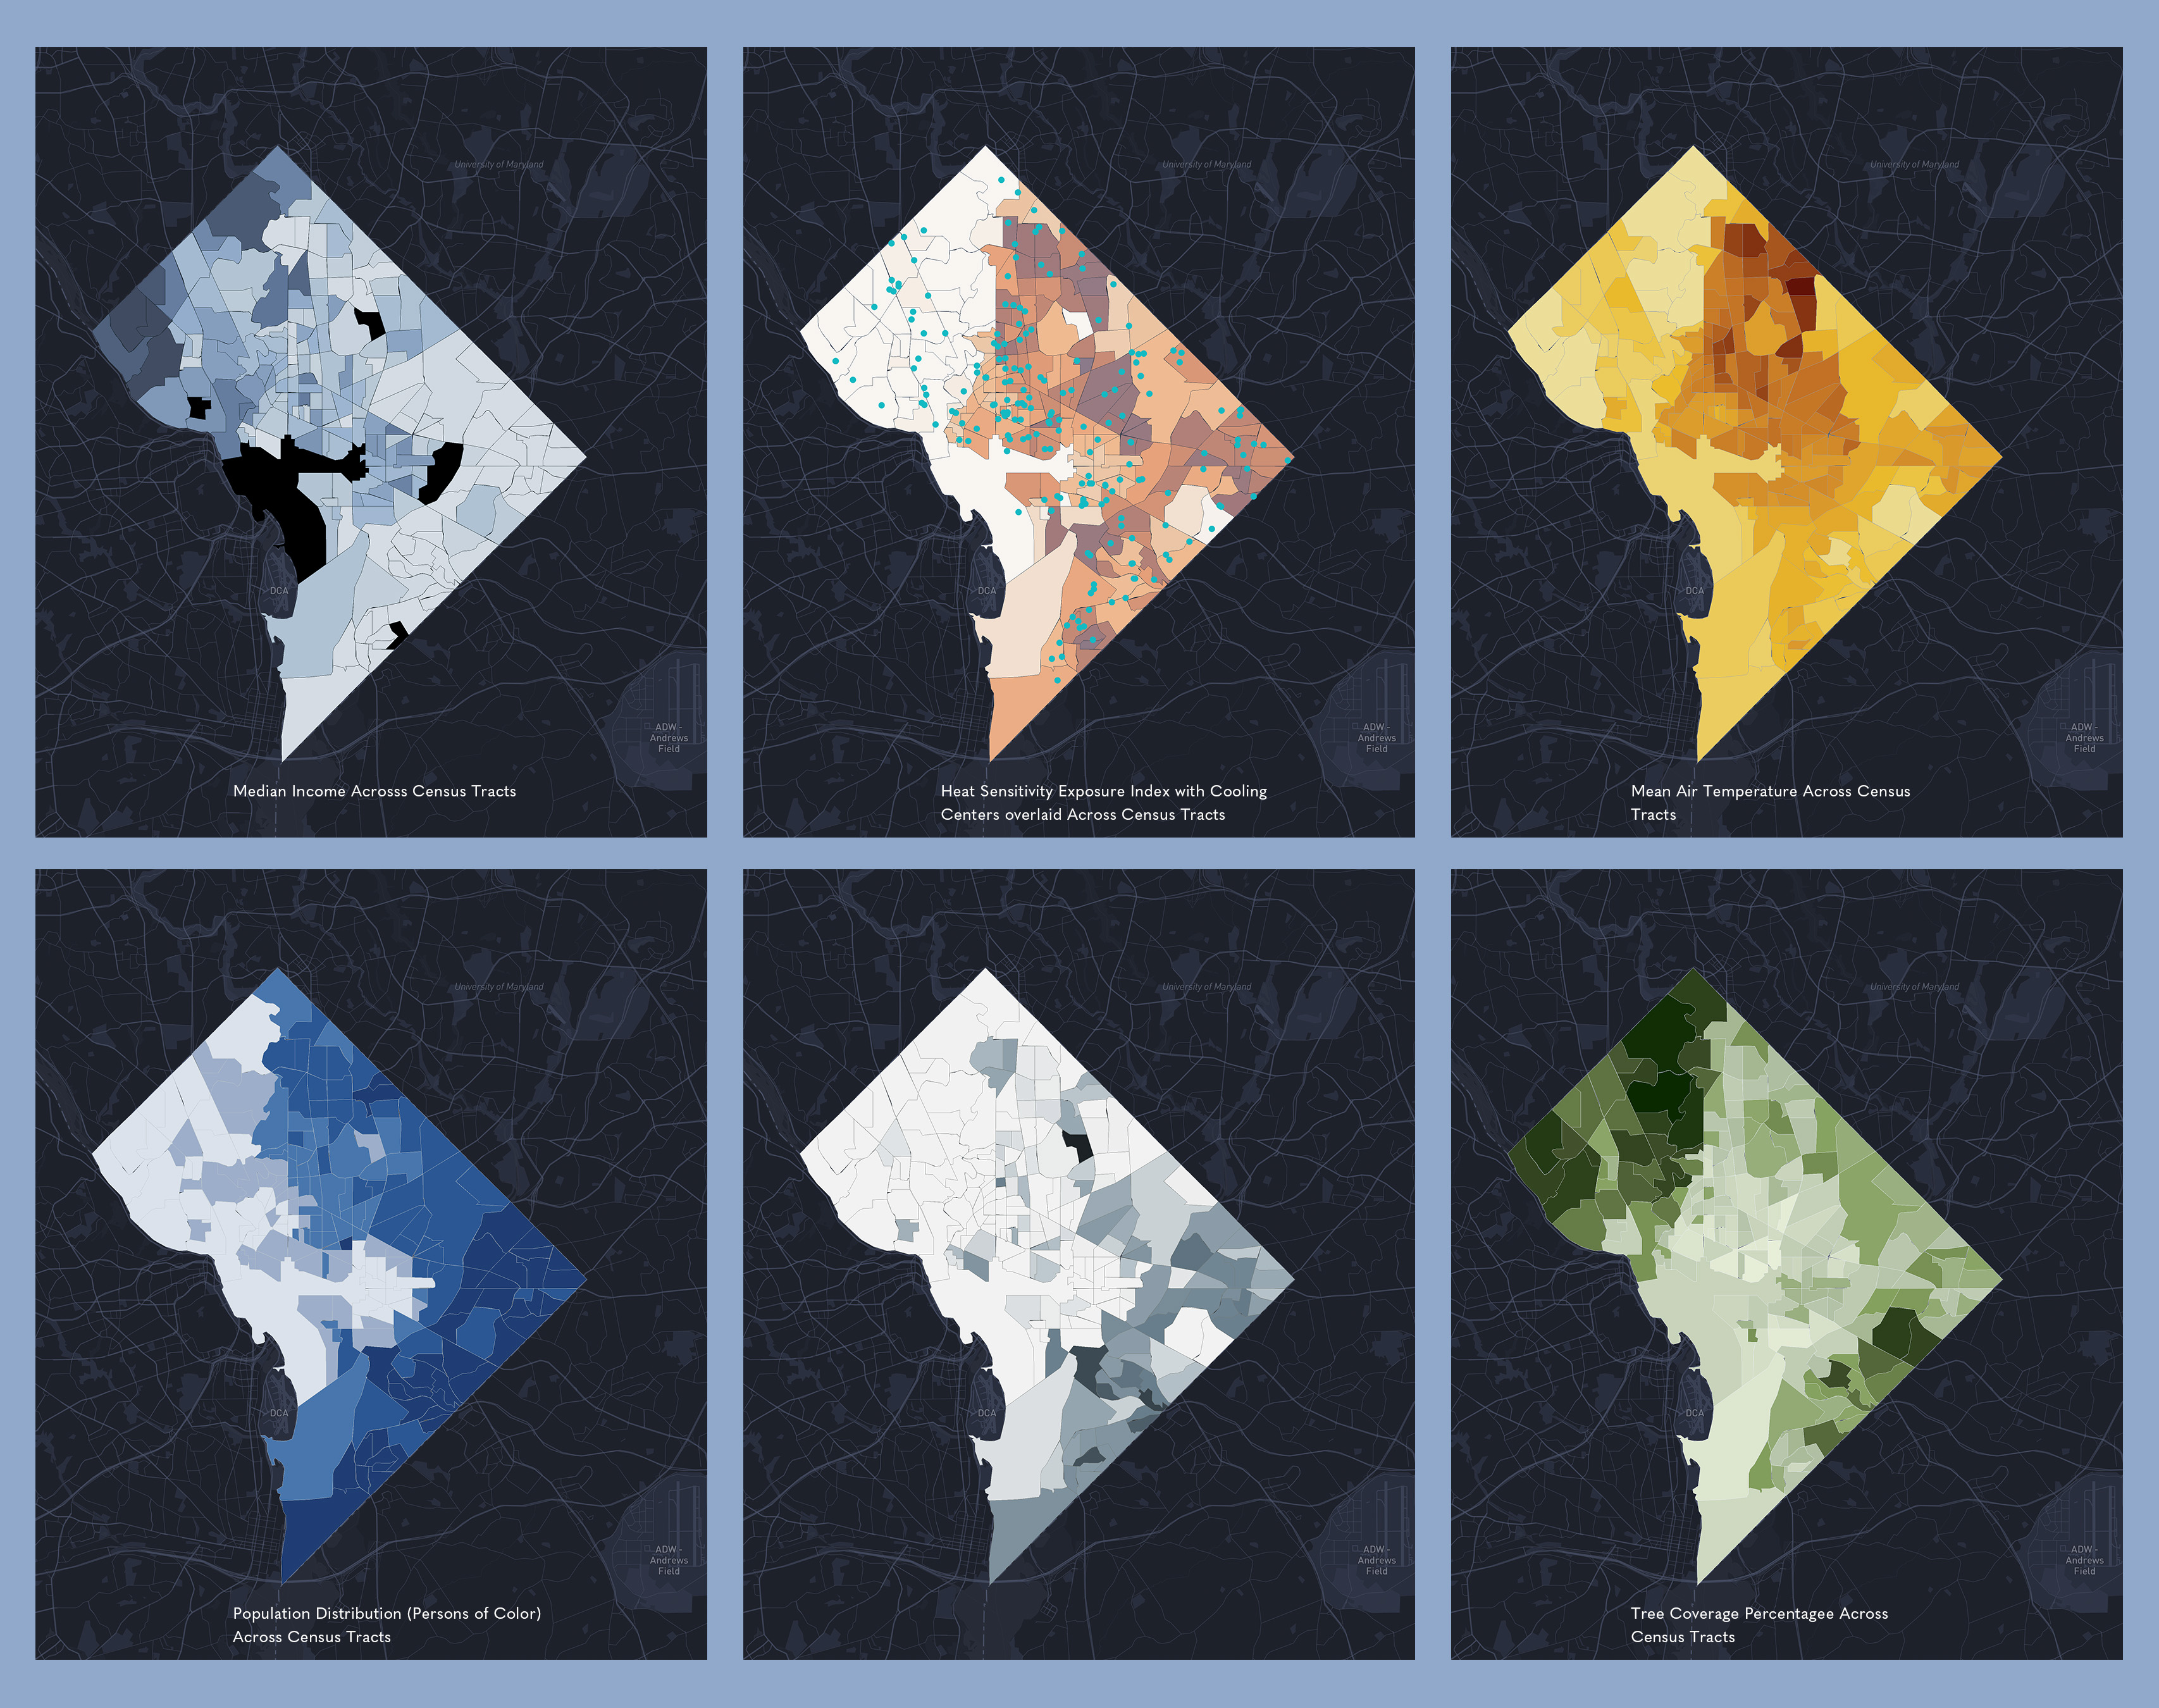 University of Maryland
DCA
ADW -
Andrews
Field
Median Income Acrosss Census Tracts
University of Maryland
DCA
ADW -
Andrews
Field
Heat Sensitivity Exposure Index with Cooling
Centers overlaid Across Census Tracts
University of Maryland
DCA
ADW -
Andrews
Field
Mean Air Temperature Across Census
Tracts
University of Maryland
DCA
ADW -
Andrews
Field
Population Distribution (Persons of Color)
Across Census Tracts
University of Maryland
DCA
ADW -
Andrews
Field
University of Maryland
DCA
ADW -
Andrews
Field
Tree Coverage Percentagee Across
Census Tracts